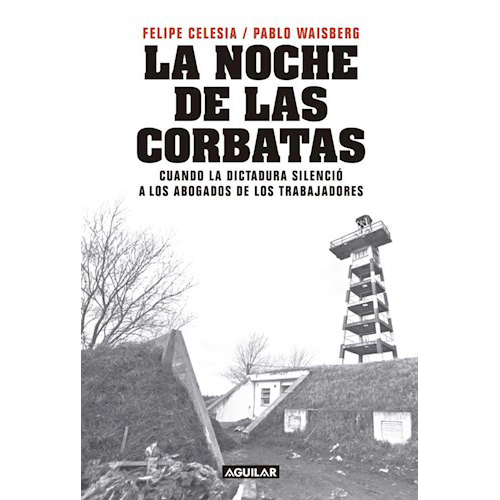 FELIPE CELESIA / PABLO WAISBERG
LA NOCHE
DE LAS
CORBATAS
CUANDO LA DICTADURA SILENCIÓ
A LOS ABOGADOS DE LOS TRABAJADORES
AGUILAR